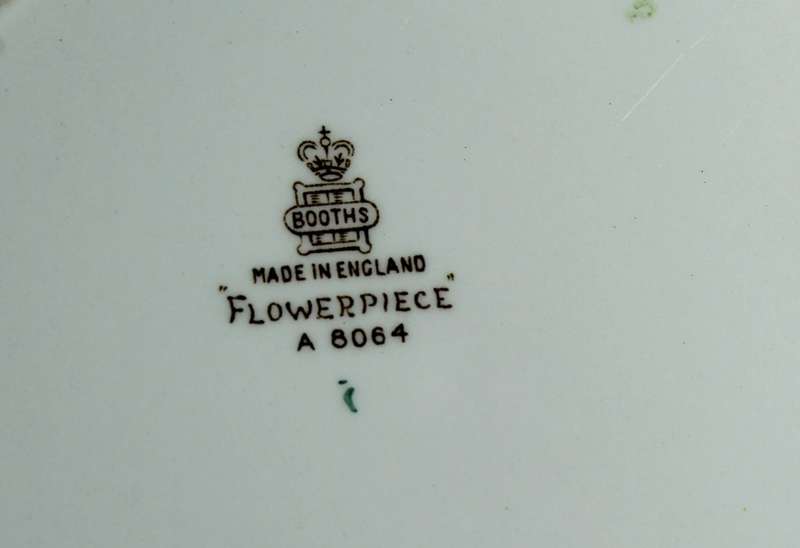 BOOTHS
MADE IN ENGLAND
"FLOWERPIECE"
A 8064